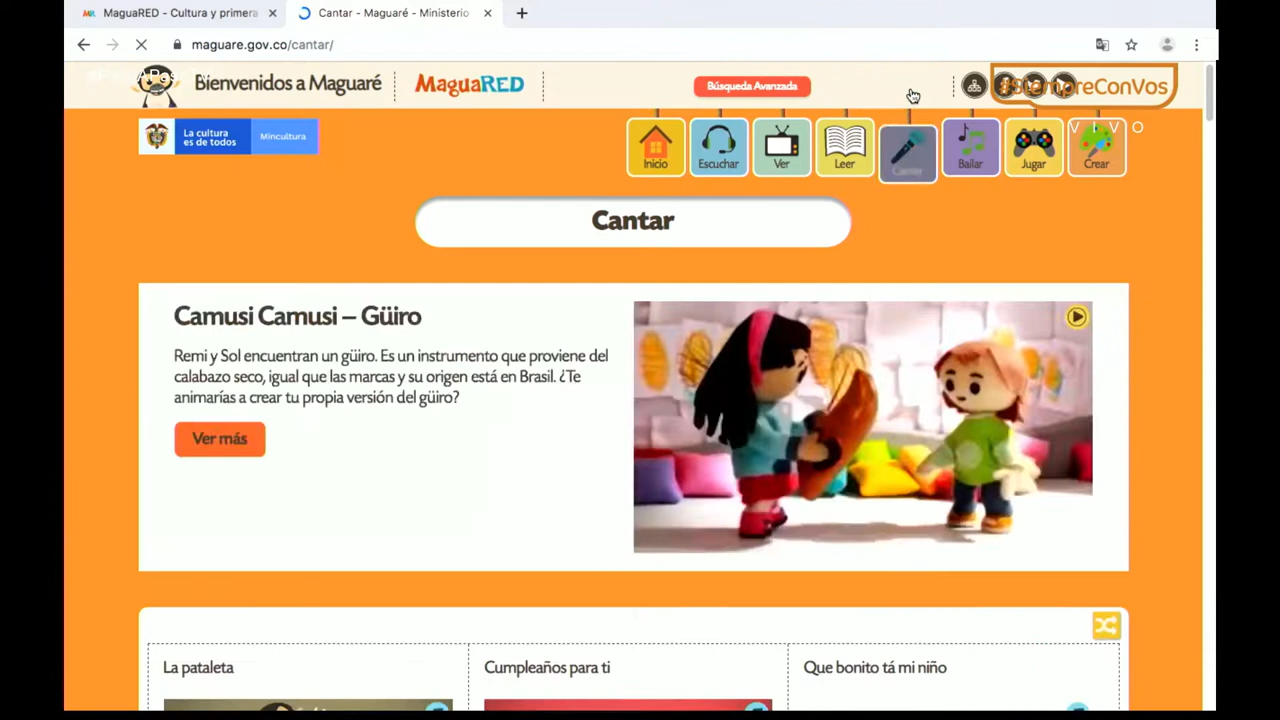 MaguaRED - Cultura y primera
Cantar - Maguaré - Ministerio
maguare.gov.co/cantar/
Bienvenidos a Maguaré
MaguaRED
Búsqueda Avanzada
#SiempreConVos
VIVO
La cultura
es de todos
Mincultura
Inicio
Escuchar
Ver
Leer
Cantar
Bailar
Jugar
Crear
Cantar
Camusi Camusi – Güiro
Remi y Sol encuentran un güiro. Es un instrumento que proviene del
calabazo seco, igual que las marcas y su origen está en Brasil. ¿Te
animarías a crear tu propia versión del güiro?
Ver más
La pataleta
Cumpleaños para ti
Que bonito tá mi niño